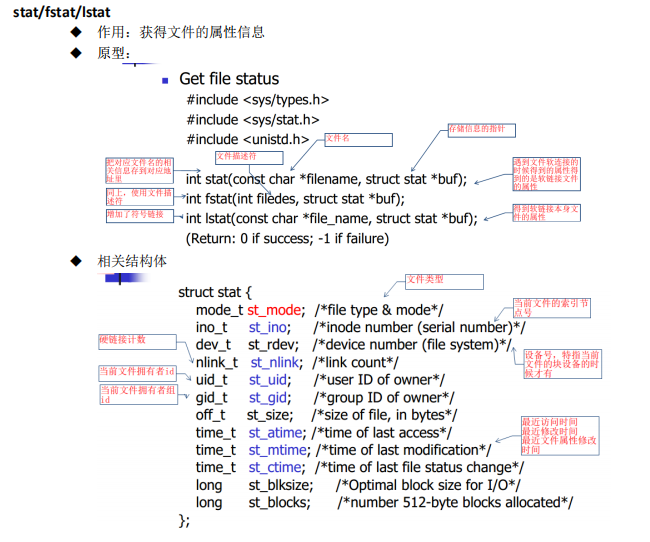 stat/fstat/lstat
◆ 作用：获得文件的属性信息
◆ 原型：
Get file status
#include <sys/types.h>
#include <sys/stat.h>
#include <unistd.h>
文件名
存储信息的指针
文件描述符
把对应文件名的相
关信息存到对应地
址里
int stat(const char *filename, struct stat *buf);
遇到文件软连接的
时候得到的属性得
到的是软链接文件
的属性
同上，使用文件描
述符
int fstat(int filedes, struct stat *buf);
增加了符号链接
int lstat(const char *file_name, struct stat *buf);
得到软链接本身文
件的属性
(Return: 0 if success; -1 if failure)
◆ 相关结构体
文件类型
struct stat {
mode_t st_mode; /*file type & mode*/
当前文件的索引节
点号
ino_t st_ino; /*inode number (serial number)*/
硬链接计数
dev_t st_rdev; /*device number (file system)*/
设备号，特指当前
文件的块设备的时
候才有
nlink_t st_nlink; /*link count*/
当前文件拥有者id
uid_t st_uid; /*user ID of owner*/
当前文件拥有者组
id
gid_t st_gid; /*group ID of owner*/
off_t st_size; /*size of file, in bytes*/
time_t st_atime; /*time of last access*/
最近访问时间
最近修改时间
最近文件属性修改
时间
time_t st_mtime; /*time of last modification*/
time_t st_ctime; /*time of last file status change*/
long st_blksize; /*Optimal block size for I/O*/
long st_blocks; /*number 512-byte blocks allocated*/
};